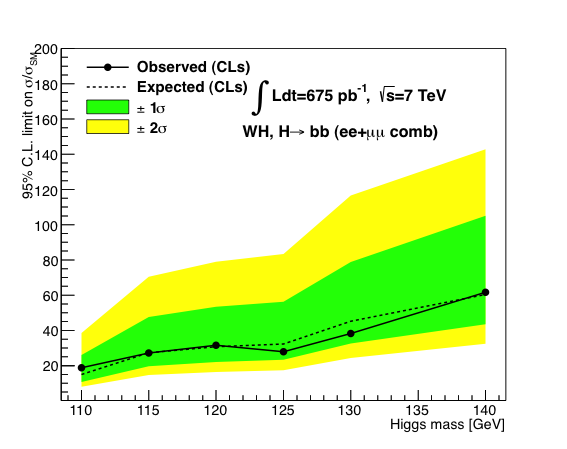 200
180
160
140
120
100
80
60
40
20
95% C.L. limit on σ/σSM
Observed (CLs)
Expected (CLs)
± 1σ
± 2σ
∫ Ldt=675 pb⁻¹, √s=7 TeV
WH, H→ bb (ee+μμ comb)
110 115 120 125 130 135 140
Higgs mass [GeV]